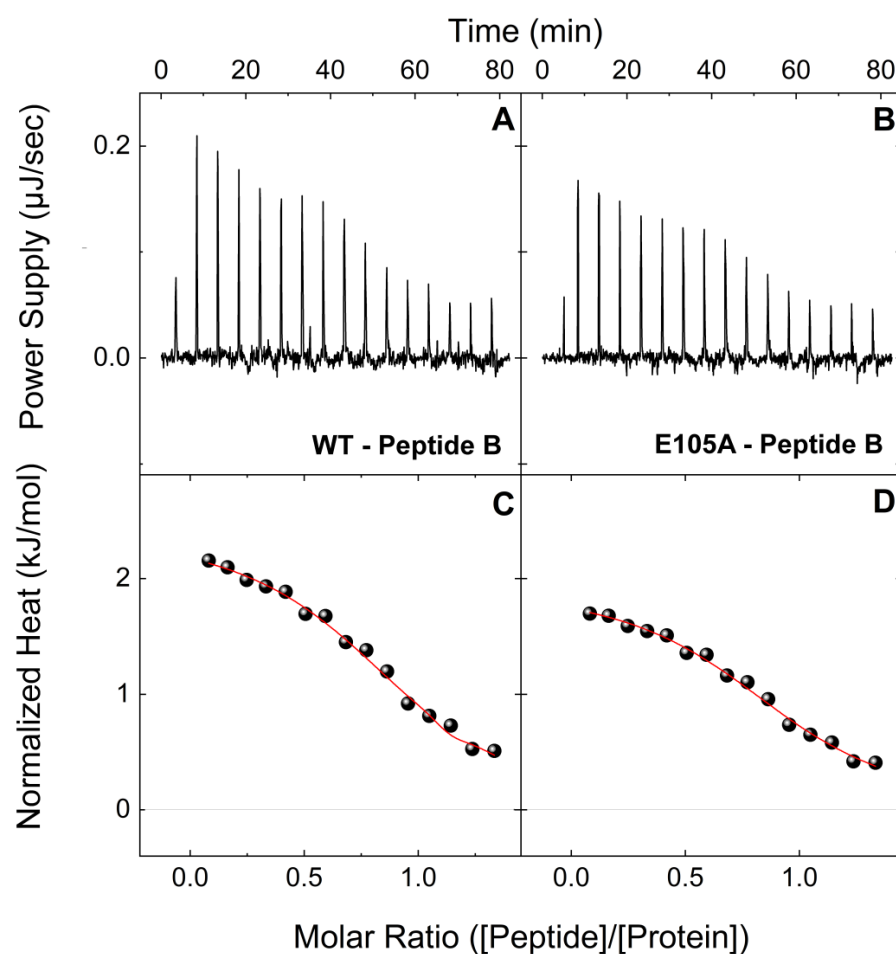 Time (min)
0 20 40 60 80 0 20 40 60 80
Power Supply (µJ/sec)
0.2
0.0
A
WT - Peptide B
B
E105A - Peptide B
Normalized Heat (kJ/mol)
2
1
0
C
D
0.0 0.5 1.0 0.0 0.5 1.0
Molar Ratio ([Peptide]/[Protein])